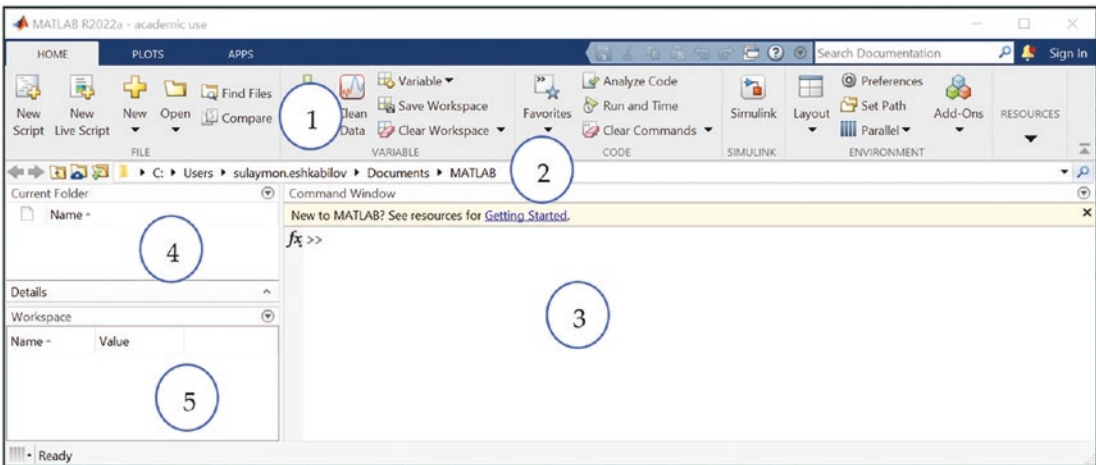 MATLAB R2022a - academic use
HOME PLOTS APPS Search Documentation Sign In
New Script
New Live Script
New
Open
Find Files
Compare
FILE
1
Clean Data
Variable
Save Workspace
Clear Workspace
VARIABLE
Favorites
Analyze Code
Run and Time
Clear Commands
CODE
Simulink
SIMULINK
Layout
Preferences
Set Path
Parallel
Add-Ons
ENVIRONMENT
RESOURCES
C: Users sulaymon.eshkabilov Documents MATLAB
2
Current Folder
Name
4
Details
Workspace
Name Value
5
Command Window
New to MATLAB? See resources for Getting Started.
fx >>
3
Ready